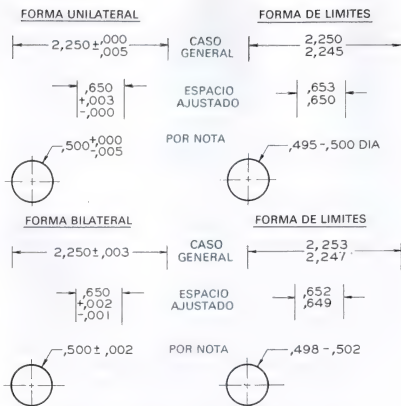 FORMA UNILATERAL
FORMA DE LIMITES
2,250±,000
,005
CASO
GENERAL
2,250
2,245
,650
+,003
-,000
ESPACIO
AJUSTADO
,653
,650
,500+,000
-,005
POR NOTA
,495-,500 DIA
FORMA BILATERAL
FORMA DE LIMITES
2,250±,003
CASO
GENERAL
2,253
2,247
,650
+,002
-,001
ESPACIO
AJUSTADO
,652
,649
,500±,002
POR NOTA
,498-,502